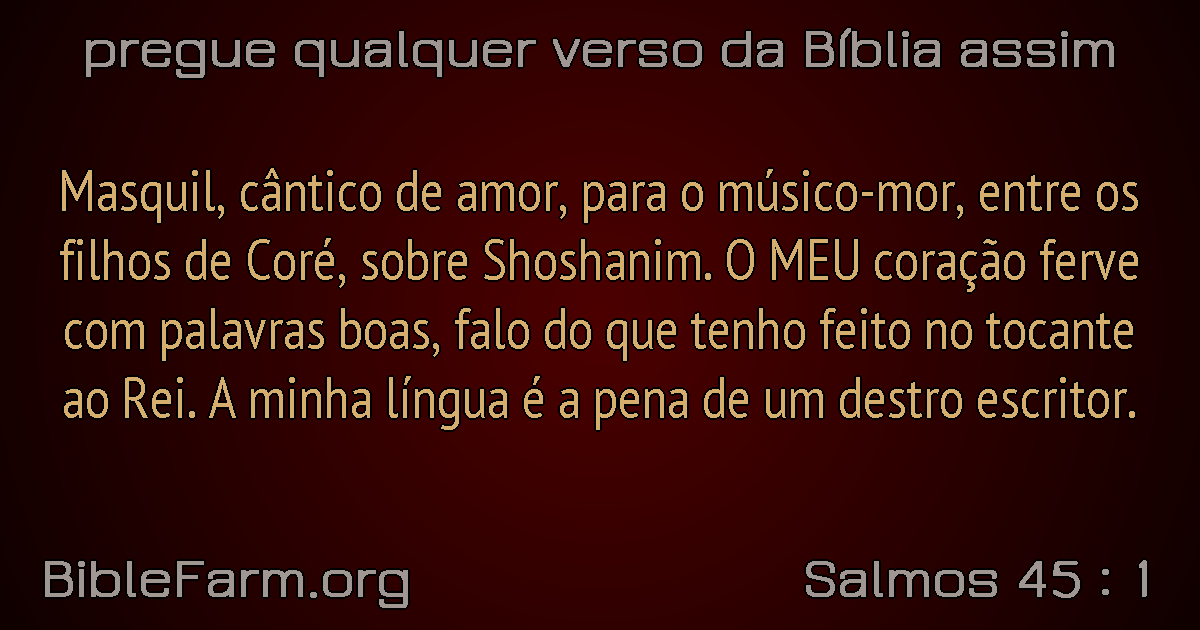 pregue qualquer verso da Bíblia assim
Masquil, cântico de amor, para o músico-mor, entre os
filhos de Coré, sobre Shoshanim. O MEU coração ferve
com palavras boas, falo do que tenho feito no tocante
ao Rei. A minha língua é a pena de um destro escritor.
BibleFarm.org
Salmos 45 : 1